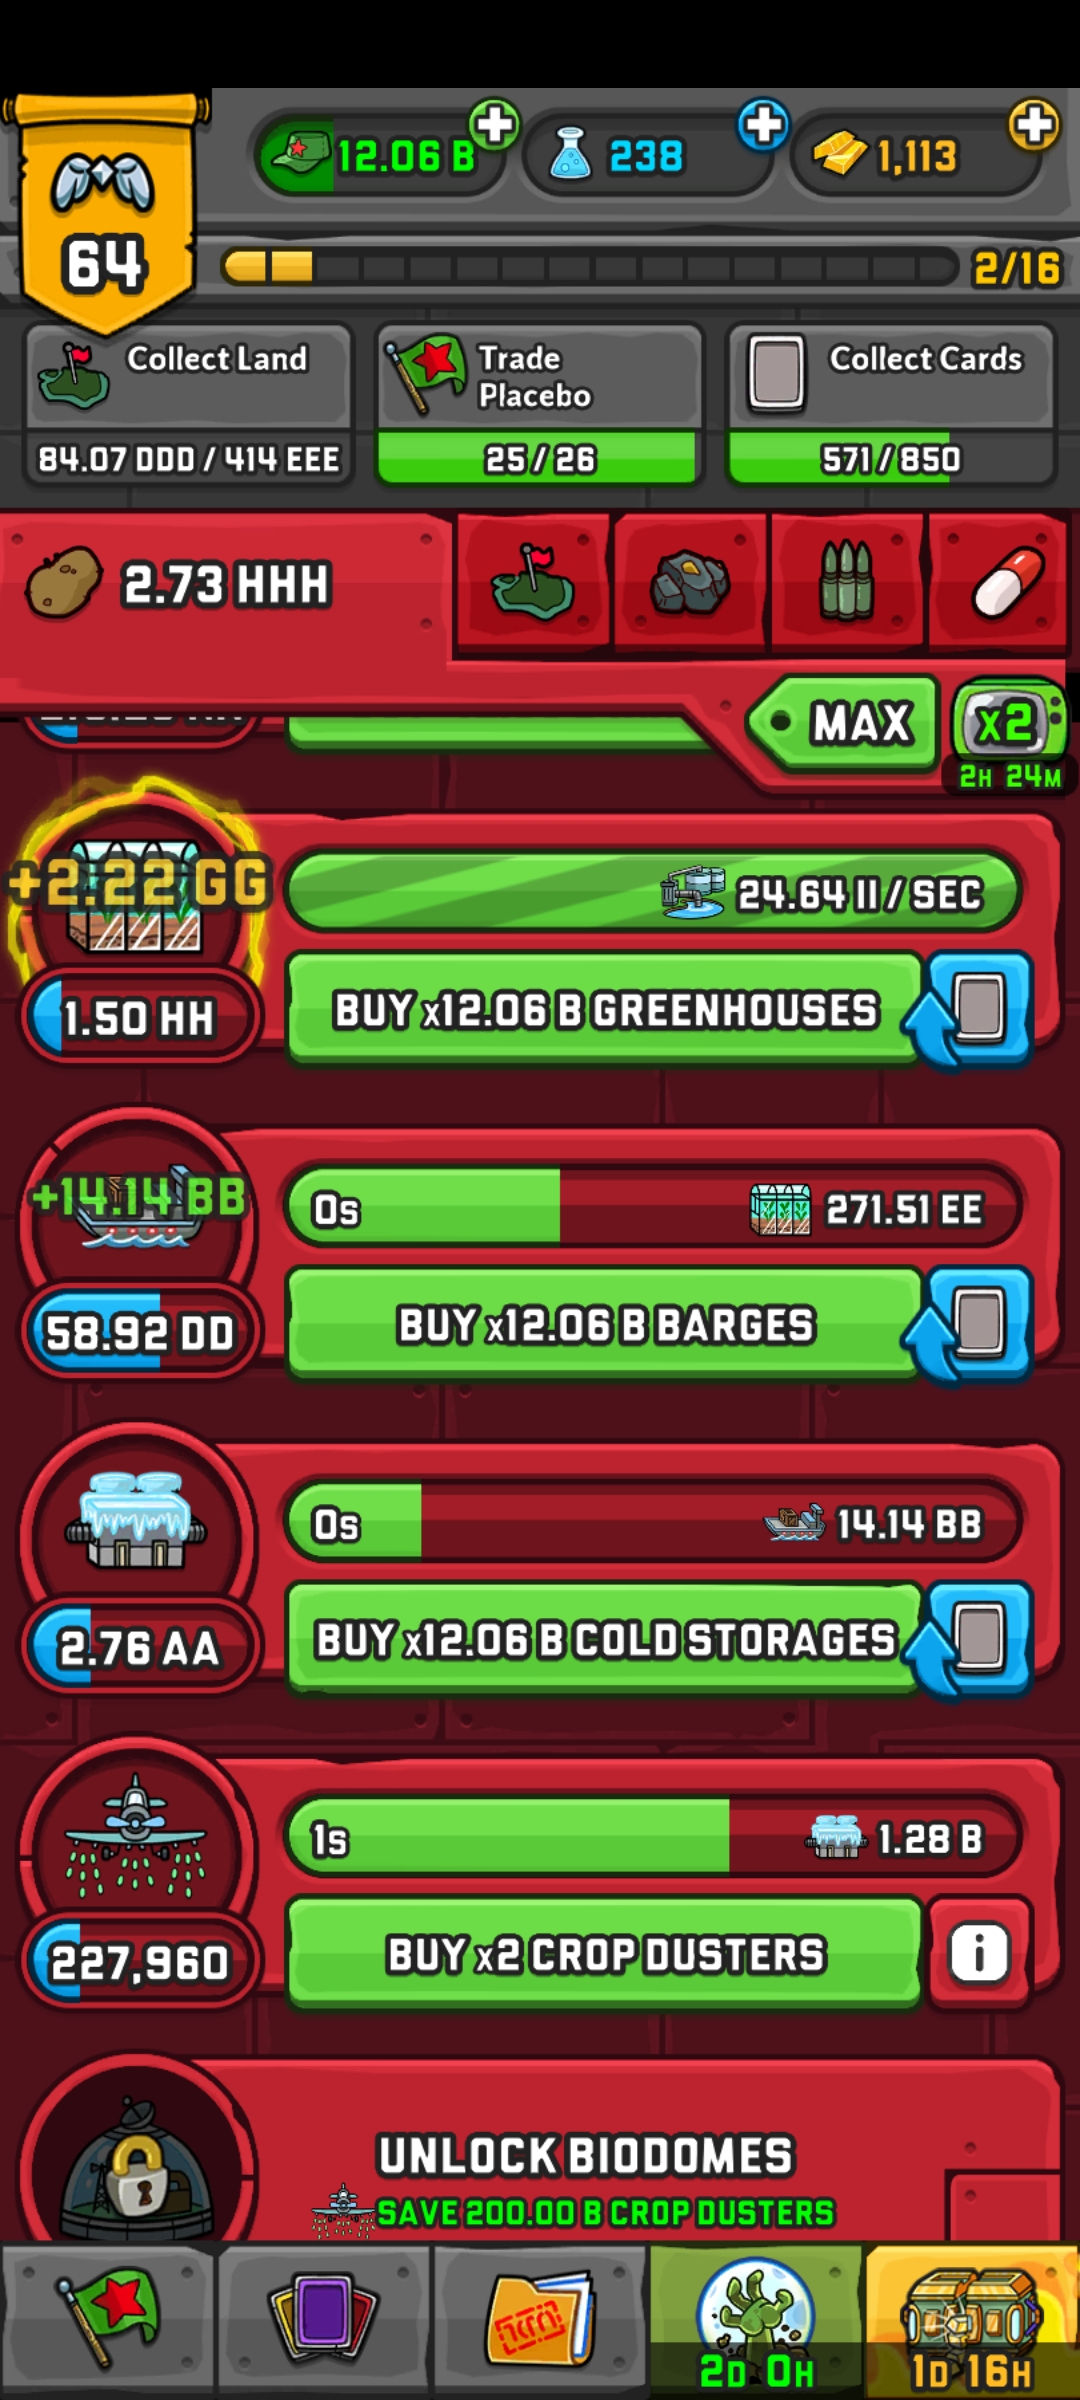 64
12.06 B
238
1,113
2/16
Collect Land
84.07 DDD / 414 EEE
Trade
Placebo
25 / 26
Collect Cards
571 / 850
2.73 HHH
MAX
x2
2H 24M
+2.22 GG
24.64 II / SEC
1.50 HH
BUY x12.06 B GREENHOUSES
+14.14 BB
0s
271.51 EE
58.92 DD
BUY x12.06 B BARGES
0s
14.14 BB
2.76 AA
BUY x12.06 B COLD STORAGES
1s
1.28 B
227,960
BUY x2 CROP DUSTERS
i
UNLOCK BIODOMES
SAVE 200.00 B CROP DUSTERS
2D 0H
1D 16H